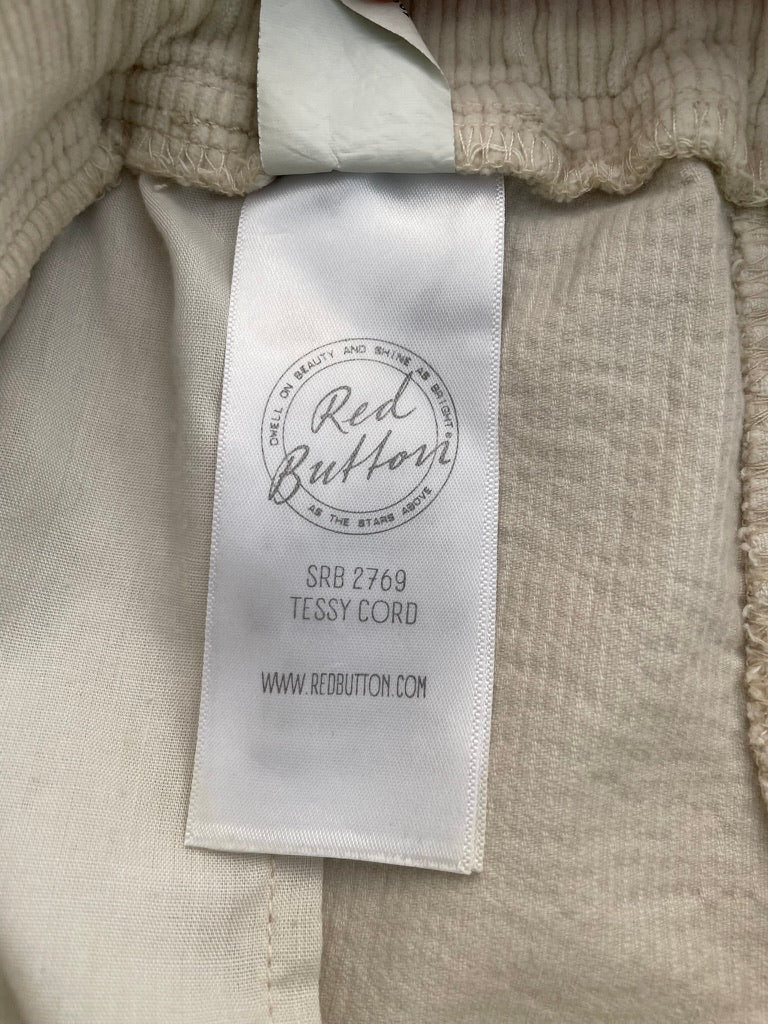 DWELL ON BEAUTY AND SHINE AS BRIGHT
Red
Button
AS THE STARS ABOVE
SRB 2769
TESSY CORD
WWW.REDBUTTON.COM